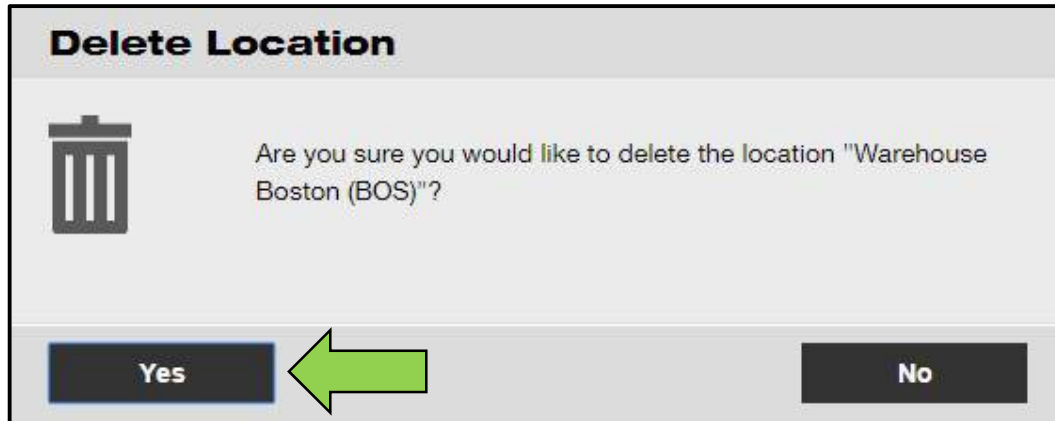 Delete Location
Are you sure you would like to delete the location "Warehouse
Boston (BOS)"?
Yes
No